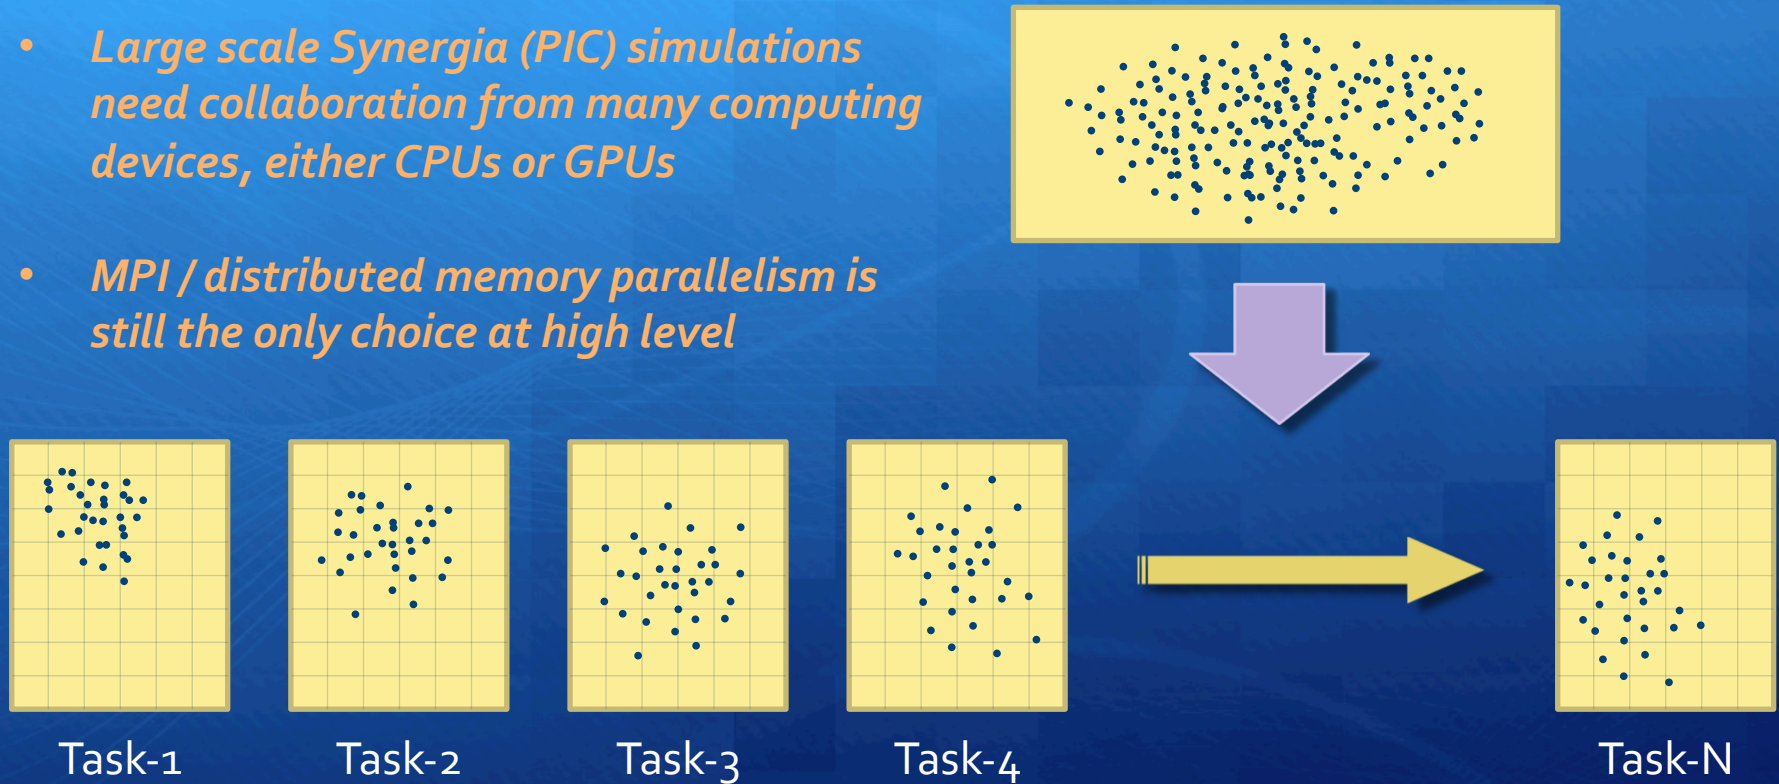 • Large scale Synergia (PIC) simulations
need collaboration from many computing
devices, either CPUs or GPUs
• MPI / distributed memory parallelism is
still the only choice at high level
Task-1
Task-2
Task-3
Task-4
Task-N